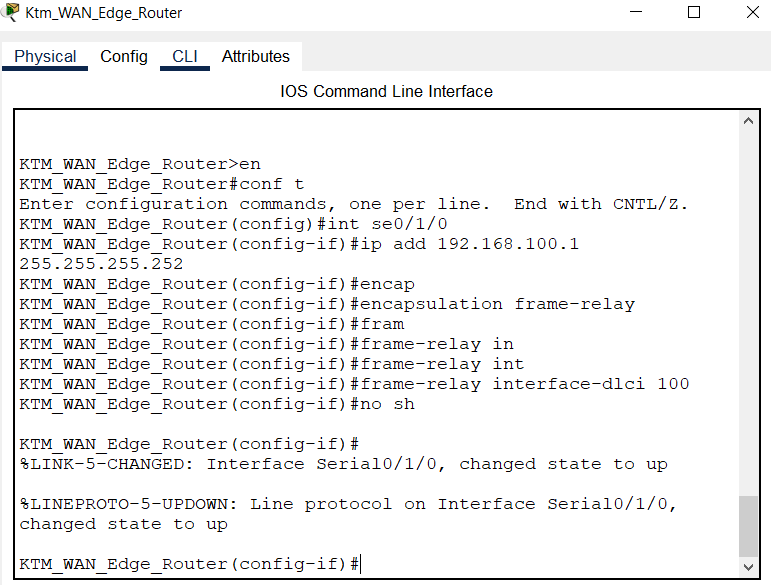 Ktm_WAN_Edge_Router
Physical Config CLI Attributes
IOS Command Line Interface
KTM_WAN_Edge_Router>en
KTM_WAN_Edge_Router#conf t
Enter configuration commands, one per line.  End with CNTL/Z.
KTM_WAN_Edge_Router(config)#int se0/1/0
KTM_WAN_Edge_Router(config-if)#ip add 192.168.100.1
255.255.255.252
KTM_WAN_Edge_Router(config-if)#encap
KTM_WAN_Edge_Router(config-if)#encapsulation frame-relay
KTM_WAN_Edge_Router(config-if)#fram
KTM_WAN_Edge_Router(config-if)#frame-relay in
KTM_WAN_Edge_Router(config-if)#frame-relay int
KTM_WAN_Edge_Router(config-if)#frame-relay interface-dlci 100
KTM_WAN_Edge_Router(config-if)#no sh
KTM_WAN_Edge_Router(config-if)#
%LINK-5-CHANGED: Interface Serial0/1/0, changed state to up
%LINEPROTO-5-UPDOWN: Line protocol on Interface Serial0/1/0,
changed state to up
KTM_WAN_Edge_Router(config-if)#